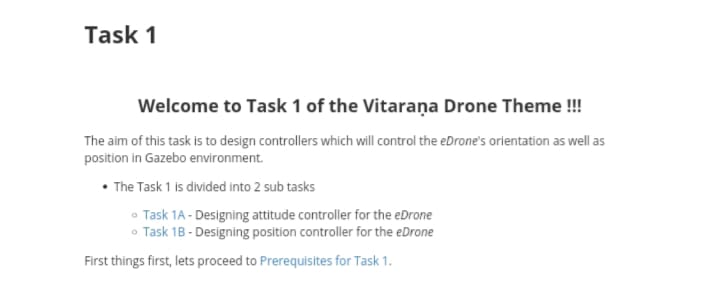 Task 1
Welcome to Task 1 of the Vitaraṇa Drone Theme !!!
The aim of this task is to design controllers which will control the eDrone's orientation as well as
position in Gazebo environment.
• The Task 1 is divided into 2 sub tasks
◦ Task 1A - Designing attitude controller for the eDrone
◦ Task 1B - Designing position controller for the eDrone
First things first, lets proceed to Prerequisites for Task 1.